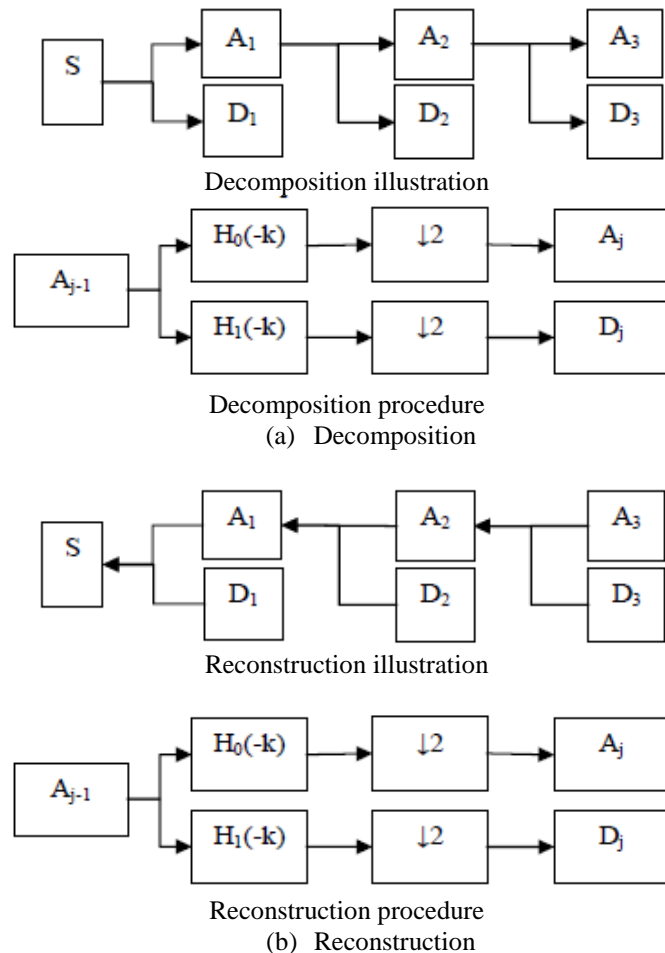 A₁ A₂ A₃
S
D₁ D₂ D₃
Decomposition illustration
H₀(-k) ↓2 Aⱼ
Aⱼ₋₁
H₁(-k) ↓2 Dⱼ
Decomposition procedure
(a) Decomposition
A₁ A₂ A₃
S
D₁ D₂ D₃
Reconstruction illustration
H₀(-k) ↓2 Aⱼ
Aⱼ₋₁
H₁(-k) ↓2 Dⱼ
Reconstruction procedure
(b) Reconstruction